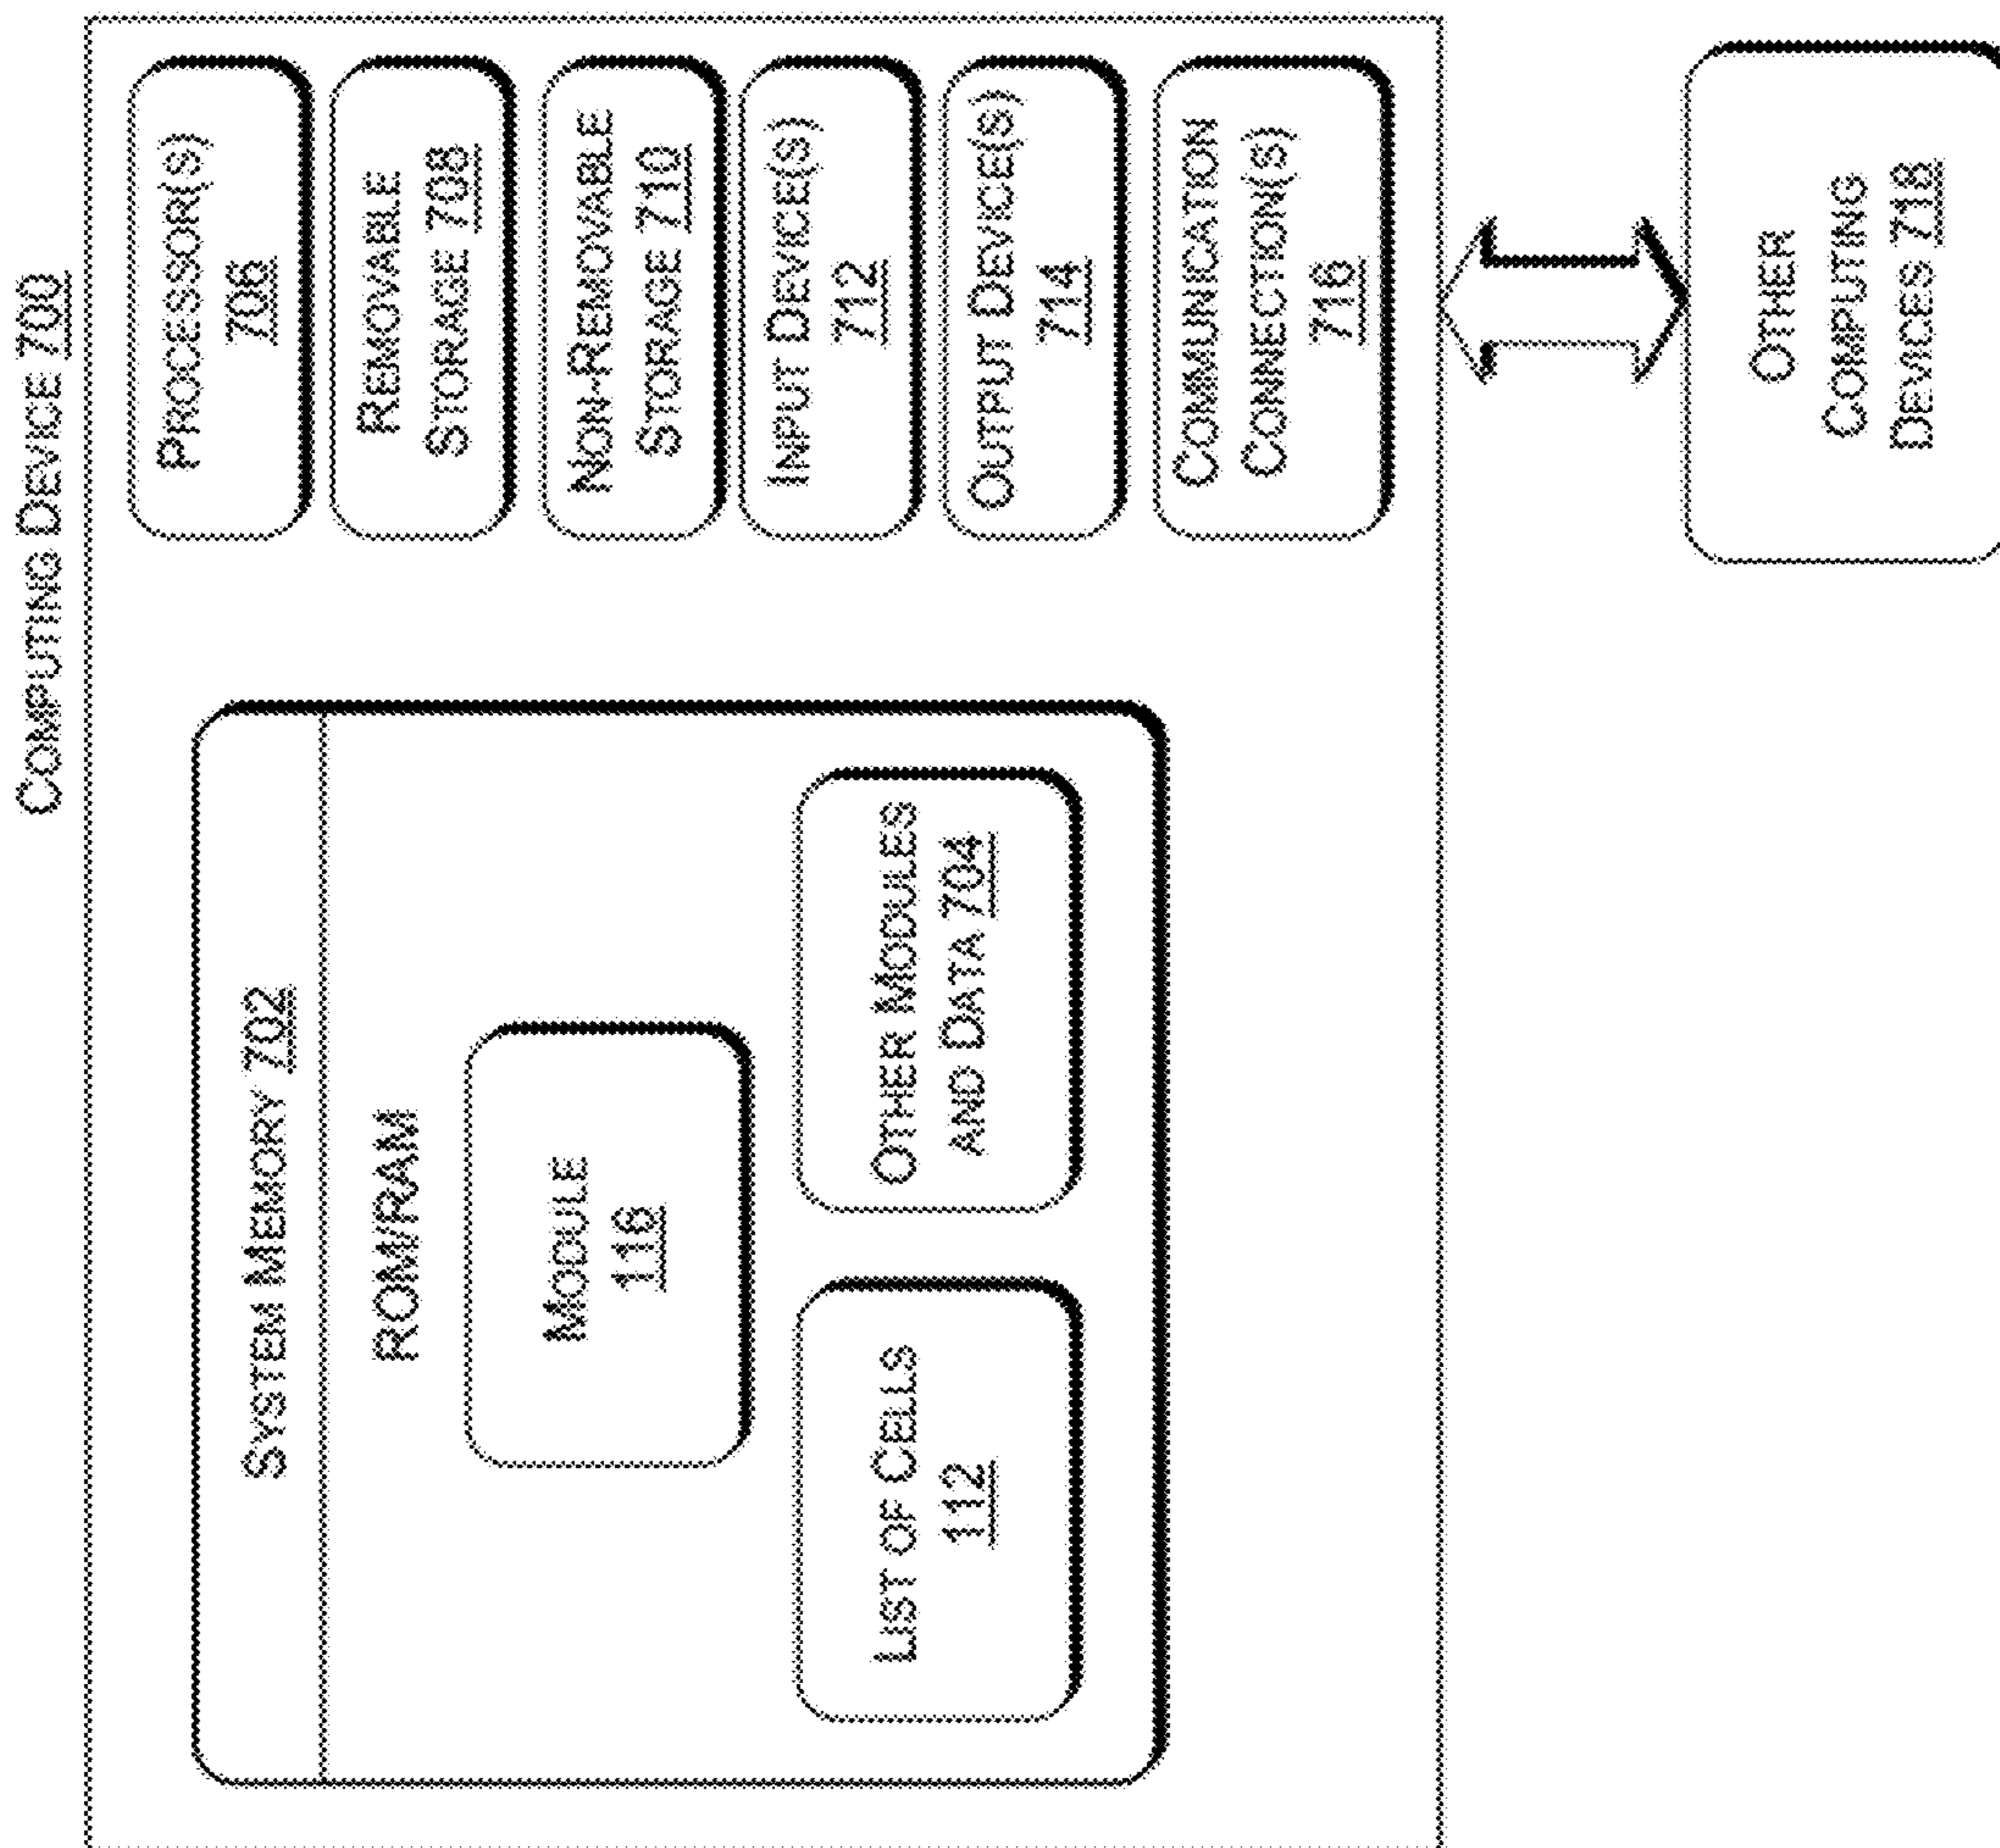 COMPUTING DEVICE 700
SYSTEM MEMORY 702
ROM/RAM
MODULE
116
LIST OF CELLS
112
OTHER MODULES
AND DATA 704
PROCESSOR(S)
706
REMOVABLE
STORAGE 708
NON-REMOVABLE
STORAGE 710
INPUT DEVICE(S)
712
OUTPUT DEVICE(S)
714
COMMUNICATION
CONNECTION(S)
716
OTHER
COMPUTING
DEVICES 718